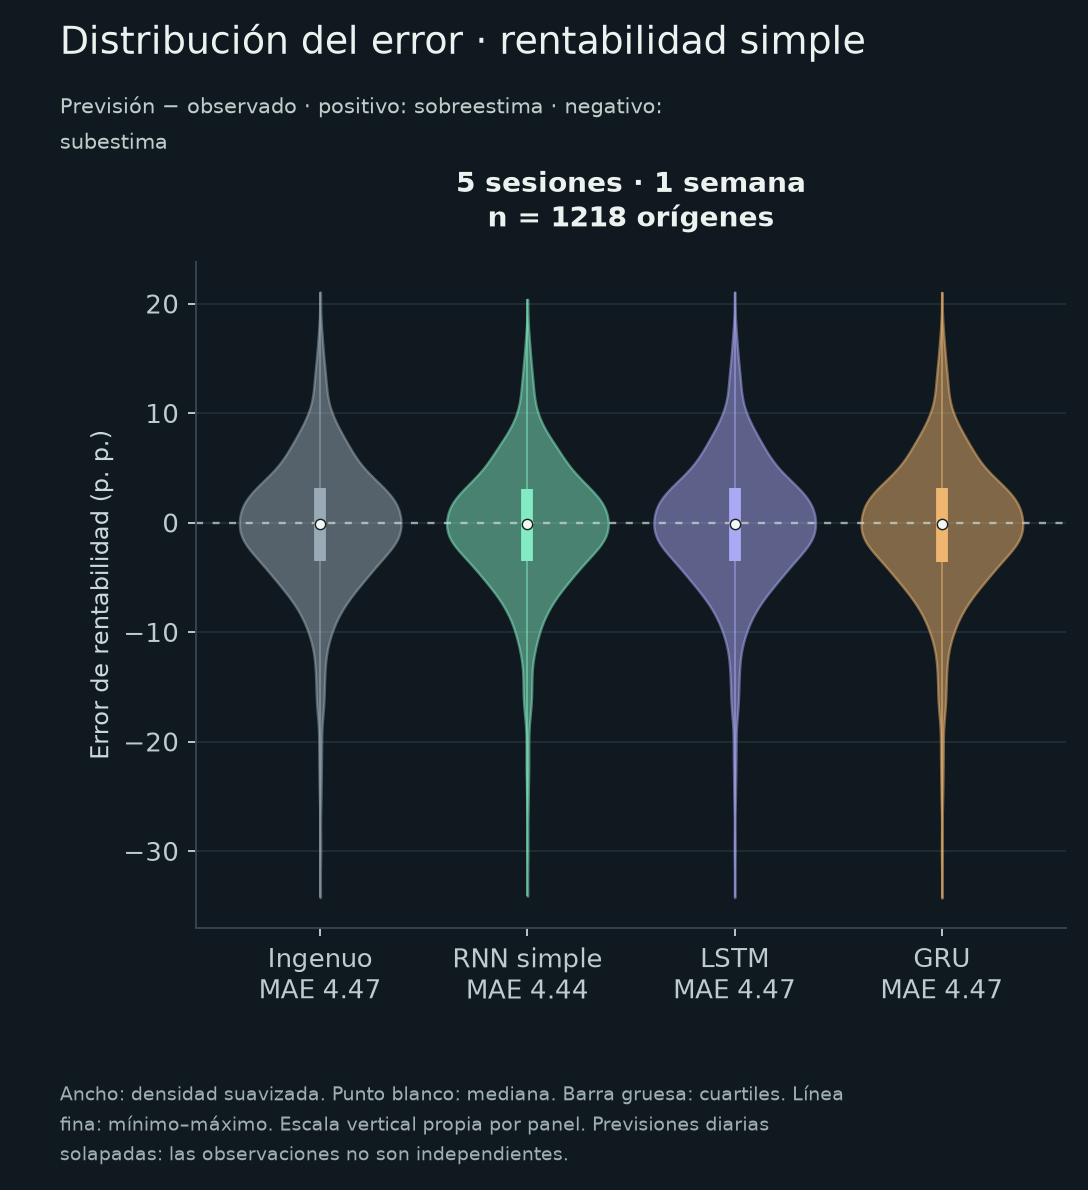 Distribución del error · rentabilidad simple
Previsión − observado · positivo: sobreestima · negativo:
subestima
5 sesiones · 1 semana
n = 1218 orígenes
Error de rentabilidad (p. p.)
20
10
0
−10
−20
−30
Ingenuo
MAE 4.47
RNN simple
MAE 4.44
LSTM
MAE 4.47
GRU
MAE 4.47
Ancho: densidad suavizada. Punto blanco: mediana. Barra gruesa: cuartiles. Línea
fina: mínimo–máximo. Escala vertical propia por panel. Previsiones diarias
solapadas: las observaciones no son independientes.